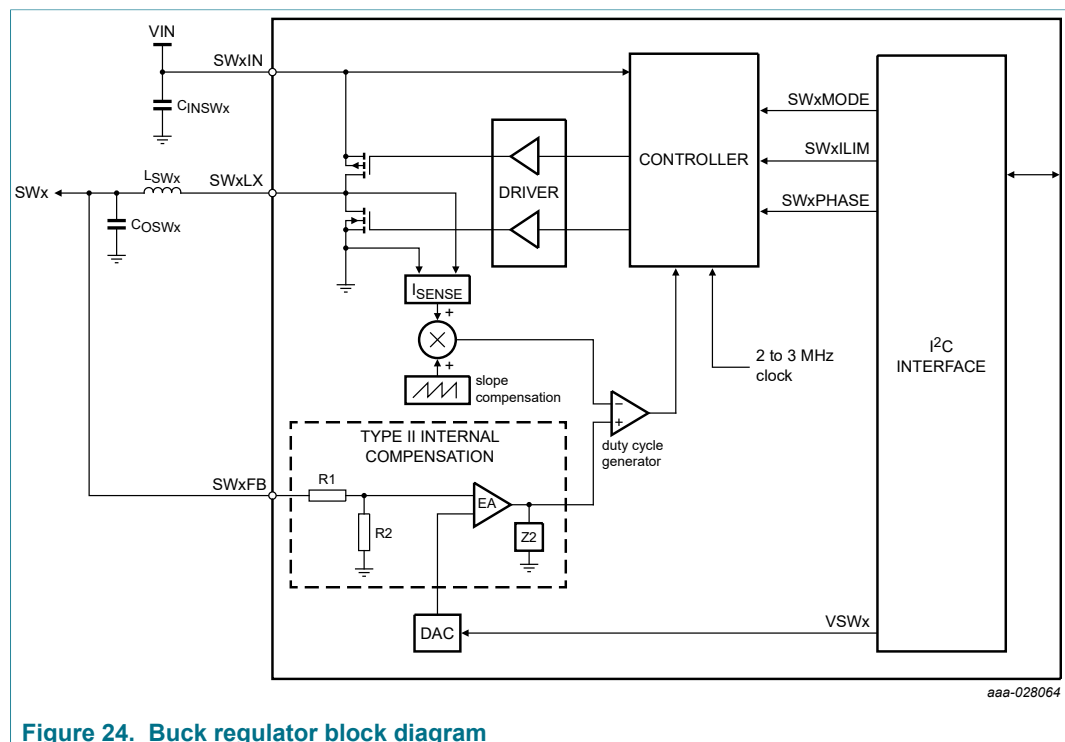 VIN
SWxIN
CINSWx
SWxMODE
SWxILIM
SWxPHASE
CONTROLLER
DRIVER
LSWx
SWxLX
SWx
COSWx
ISENSE
+
+
slope
compensation
2 to 3 MHz
clock
I2C
INTERFACE
−
+
duty cycle
generator
TYPE II INTERNAL
COMPENSATION
SWxFB
R1
R2
EA
Z2
DAC
VSWx
aaa-028064
Figure 24. Buck regulator block diagram